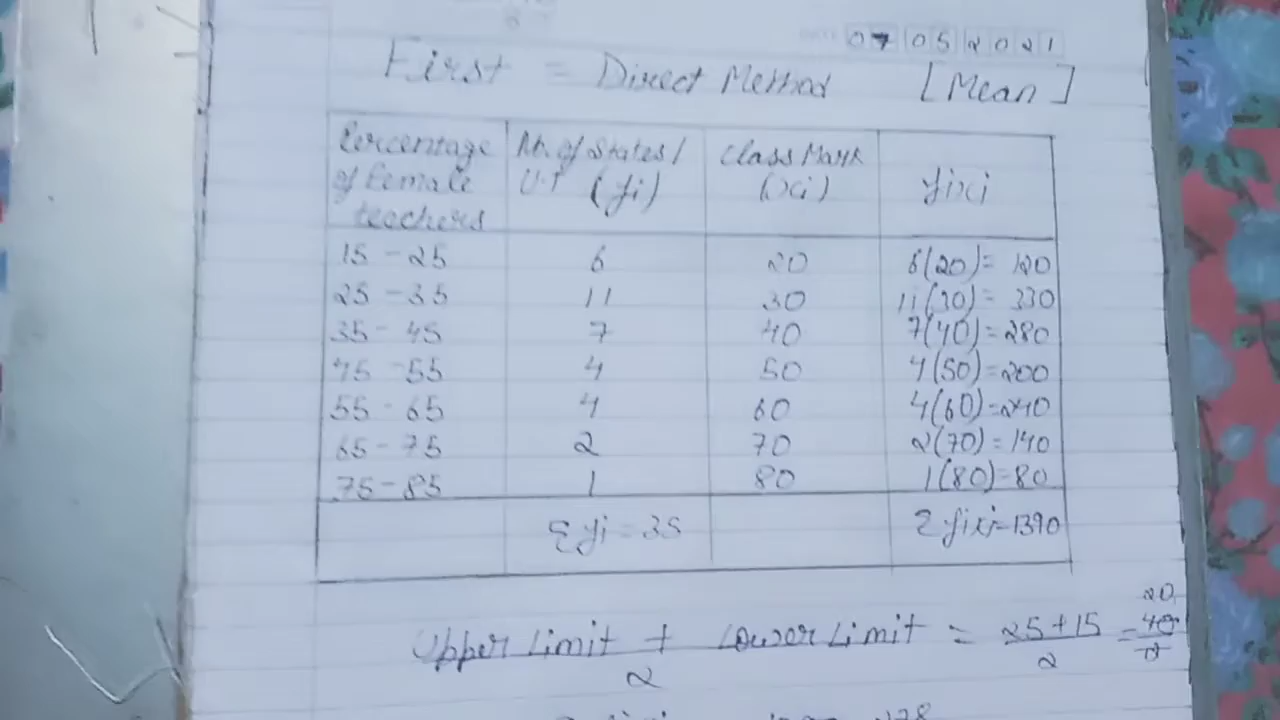 07 05 2021
First = Direct Method [Mean]
Percentage of female teachers | No. of States / U.T (fi) | Class Mark (xi) | fixi
15 - 25 | 6 | 20 | 6(20) = 120
25 - 35 | 11 | 30 | 11(30) = 330
35 - 45 | 7 | 40 | 7(40) = 280
45 - 55 | 4 | 50 | 4(50) = 200
55 - 65 | 4 | 60 | 4(60) = 240
65 - 75 | 2 | 70 | 2(70) = 140
75 - 85 | 1 | 80 | 1(80) = 80
Σfi = 35 | Σfixi = 1390
Upper Limit + Lower Limit = 25 + 15 = 40 20
2 2 2